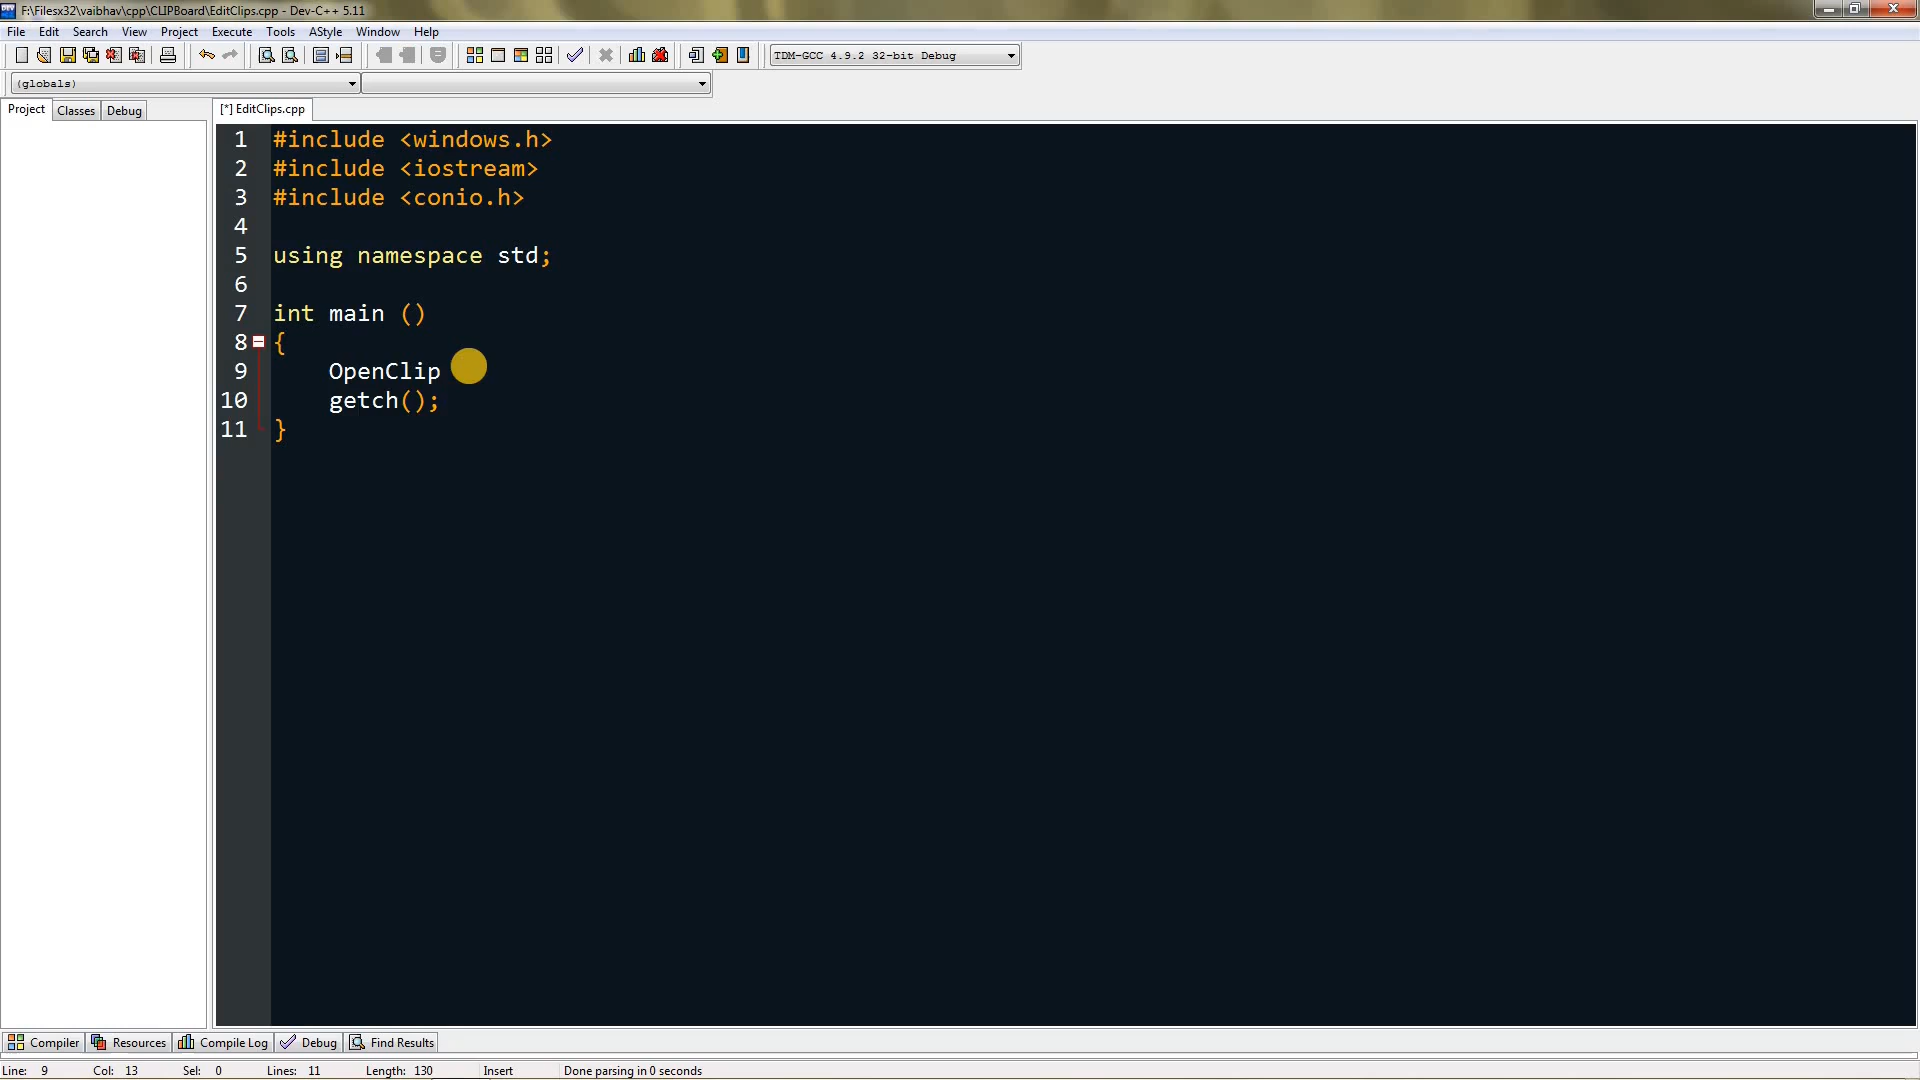 F:\Filesx32\vaibhav\cpp\CLIPBoard\EditClips.cpp - Dev-C++ 5.11
File Edit Search View Project Execute Tools AStyle Window Help
TDM-GCC 4.9.2 32-bit Debug
(globals)
Project Classes Debug
[*] EditClips.cpp
1 #include <windows.h>
2 #include <iostream>
3 #include <conio.h>
4
5 using namespace std;
6
7 int main ()
8 {
9 OpenClip
10 getch();
11 }
Compiler Resources Compile Log Debug Find Results
Line: 9 Col: 13 Sel: 0 Lines: 11 Length: 130 Insert Done parsing in 0 seconds